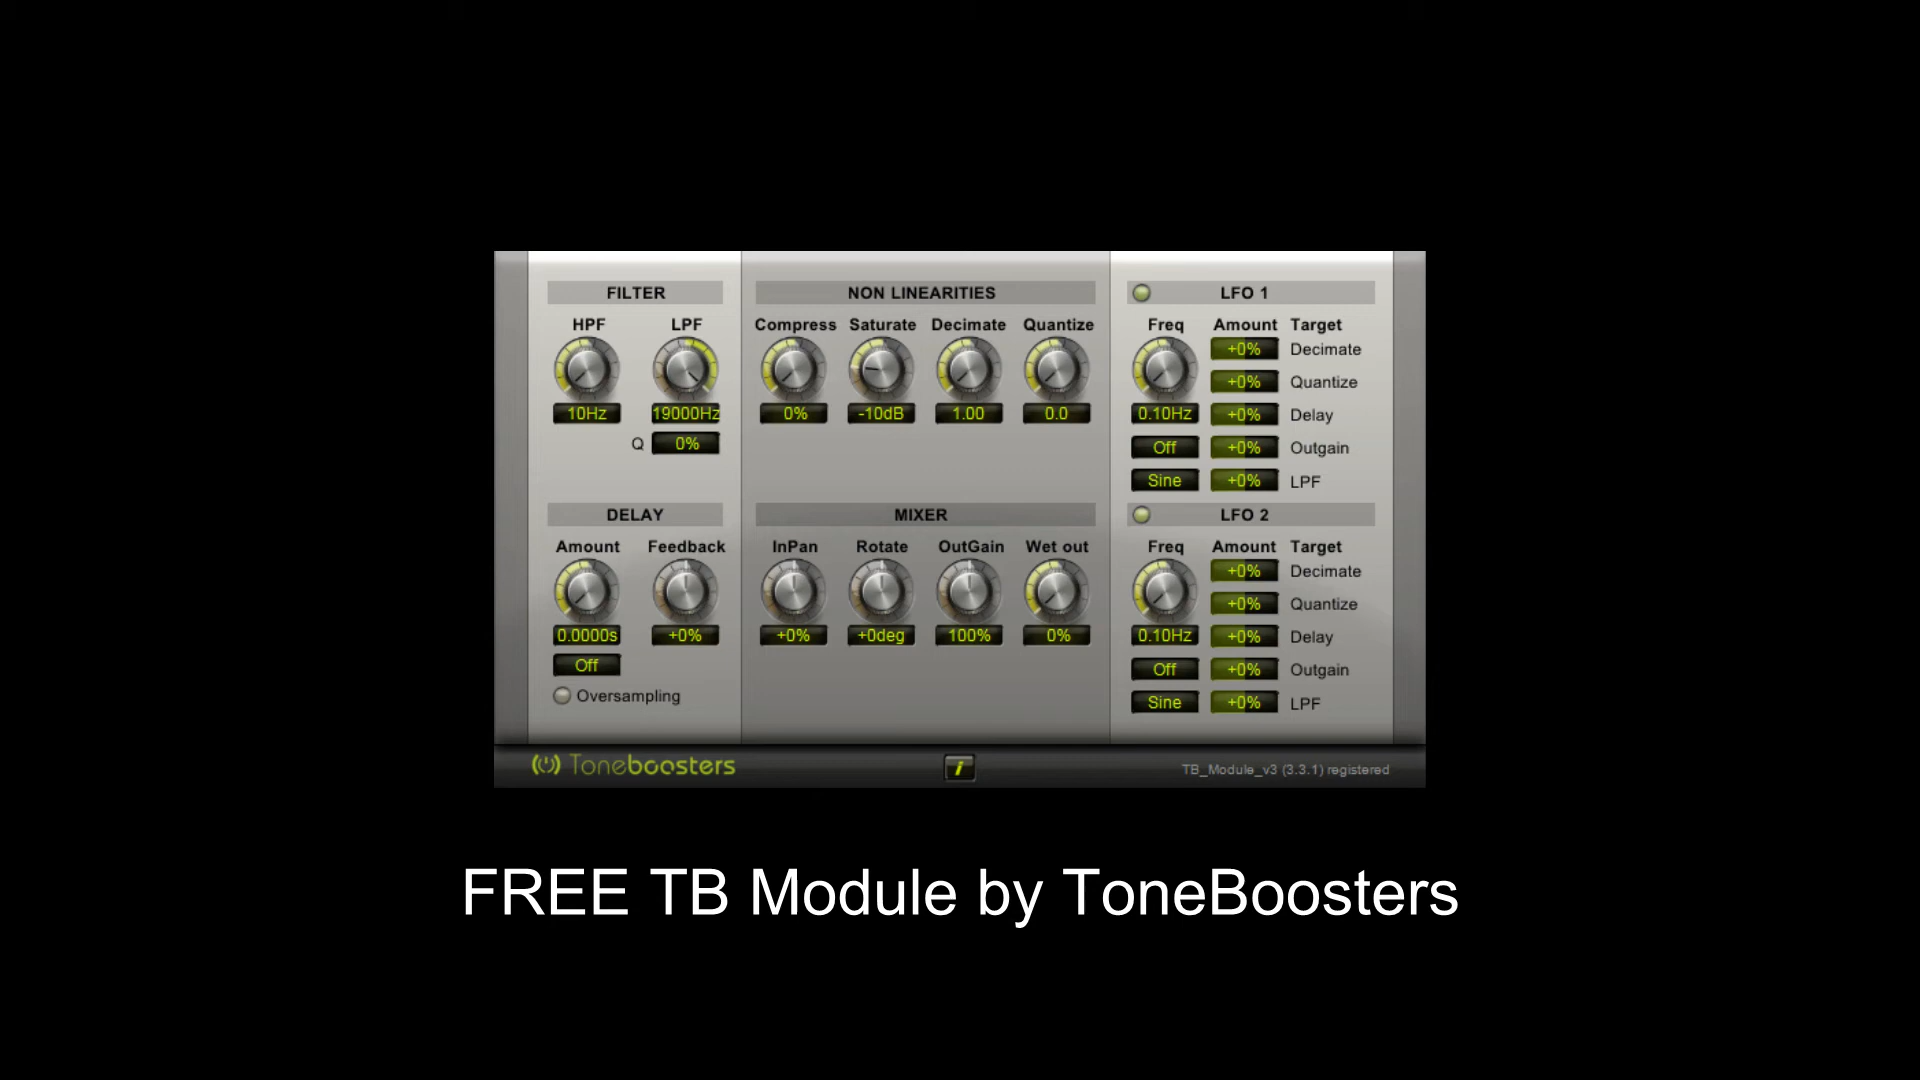 FILTER
HPF LPF
10Hz 19000Hz
Q 0%
NON LINEARITIES
Compress Saturate Decimate Quantize
0% -10dB 1.00 0.0
LFO 1
Freq Amount Target
+0% Decimate
+0% Quantize
0.10Hz +0% Delay
Off +0% Outgain
Sine +0% LPF
DELAY
Amount Feedback
0.0000s +0%
Off
Oversampling
MIXER
InPan Rotate OutGain Wet out
+0% +0deg 100% 0%
LFO 2
Freq Amount Target
+0% Decimate
+0% Quantize
0.10Hz +0% Delay
Off +0% Outgain
Sine +0% LPF
Toneboosters
i
TB_Module_v3 (3.3.1) registered
FREE TB Module by ToneBoosters